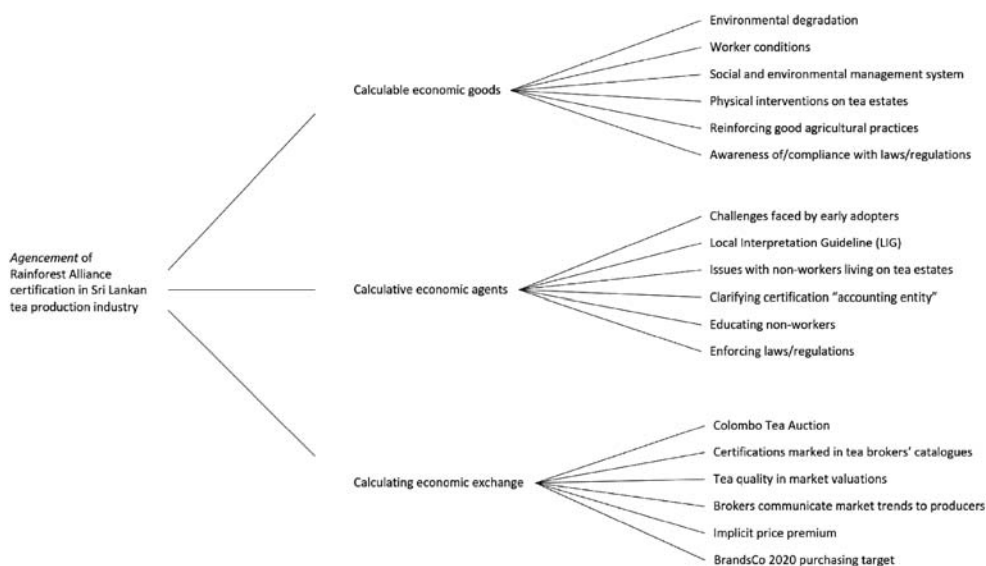 Agencement of
Rainforest Alliance
certification in Sri Lankan
tea production industry
Calculable economic goods
Environmental degradation
Worker conditions
Social and environmental management system
Physical interventions on tea estates
Reinforcing good agricultural practices
Awareness of/compliance with laws/regulations
Calculative economic agents
Challenges faced by early adopters
Local Interpretation Guideline (LIG)
Issues with non-workers living on tea estates
Clarifying certification “accounting entity”
Educating non-workers
Enforcing laws/regulations
Calculating economic exchange
Colombo Tea Auction
Certifications marked in tea brokers’ catalogues
Tea quality in market valuations
Brokers communicate market trends to producers
Implicit price premium
BrandsCo 2020 purchasing target